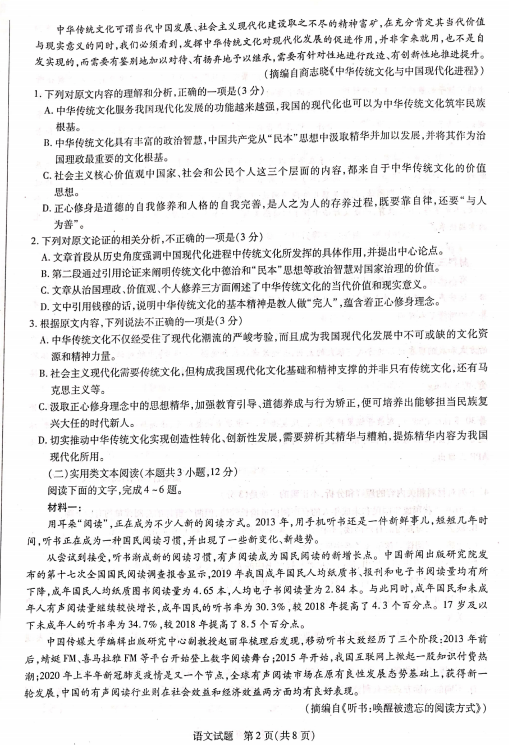 中华传统文化可谓当代中国发展、社会主义现代化建设取之不尽的精神富矿,在充分肯定其当代价值
与现实意义的同时,我们必须看到,发挥中华传统文化对现代化发展的促进作用,并非拿来就用,也不是自
发实现的,而需要有鉴别地加以对待、有扬弃地予以继承,需要有针对性地进行改造、有创新性地推进提升。
(摘编自商志晓《中华传统文化与中国现代化进程》)
1. 下列对原文内容的理解和分析,正确的一项是(3 分)
A. 中华传统文化服务我国现代化发展的功能越来越强,我国的现代化也可以为中华传统文化筑牢民族
根基。
B. 中华传统文化具有丰富的政治智慧,中国共产党从“民本”思想中汲取精华并加以发展,并将其作为治
国理政最重要的文化根基。
C. 社会主义核心价值观中国家、社会和公民个人这三个层面的内容,都来自于中华传统文化的价值
思想。
D. 正心修身是道德的自我修养和人格的自我完善,是人之为人的存养过程,既要靠自律,还要“与人
为善”。
2. 下列对原文论证的相关分析,不正确的一项是(3 分)
A. 文章首段从历史角度强调中国现代化进程中传统文化所发挥的具体作用,并提出中心论点。
B. 第二段通过引用论证来阐明传统文化中德治和“民本”思想等政治智慧对国家治理的价值。
C. 文章从治国理政、价值观、个人修养三方面阐述了中华传统文化的当代价值和现实意义。
D. 文中引用钱穆的话,说明中华传统文化的基本精神是教人做“完人”,蕴含着正心修身理念。
3. 根据原文内容,下列说法不正确的一项是(3 分)
A. 中华传统文化不仅经受住了现代化潮流的严峻考验,而且成为我国现代化发展中不可或缺的文化资
源和精神力量。
B. 社会主义现代化需要传统文化,但构成我国现代化文化基础和精神支撑的并非只有传统文化,还有马
克思主义等。
C. 汲取正心修身理念中的思想精华,加强教育引导、道德养成与行为矫正,便可培养出能够担当民族复
兴大任的时代新人。
D. 切实推动中华传统文化实现创造性转化、创新性发展,需要辨析其精华与糟粕,提炼精华内容为我国
现代化所用。
(二)实用类文本阅读(本题共 3 小题,12 分)
阅读下面的文字,完成 4~6 题。
材料一:
用耳朵“阅读”,正在成为不少人新的阅读方式。2013 年,用手机听书还是一件新鲜事儿,短短几年时
间,听书正在成为一种国民阅读习惯,并出现了一些新变化、新趋势。
从尝试到接受,听书渐成新的阅读习惯,有声阅读成为国民阅读的新增长点。中国新闻出版研究院发
布的第十七次全国国民阅读调查报告显示,2019 年我国成年国民人均纸质书、报刊和电子书阅读量均有所
下降,成年国民人均纸质图书阅读量为 4.65 本,人均电子书阅读量为 2.84 本。与此同时,成年国民和未成
年人有声阅读量继续较快增长,成年国民的听书率为 30.3%,较 2018 年提高了 4.3 个百分点。17 岁及以
下未成年人的听书率为 34.7%,较 2018 年提高了 8.5 个百分点。
中国传媒大学编辑出版研究中心副教授赵丽华梳理后发现,移动听书大致经历了三个阶段:2013 年前
后,蜻蜓 FM、喜马拉雅 FM 等平台开始登上数字阅读舞台;2015 年开始,我国互联网上掀起一股知识付费热
潮;2020 年上半年新冠肺炎疫情是又一个节点,全球有声阅读市场在原有良性发展态势基础上,获得新一
轮发展,中国的有声阅读行业则在社会效益和经济效益两方面均有良好表现。
(摘编自《听书:唤醒被遗忘的阅读方式》)
语文试题 第 2 页(共 8 页)